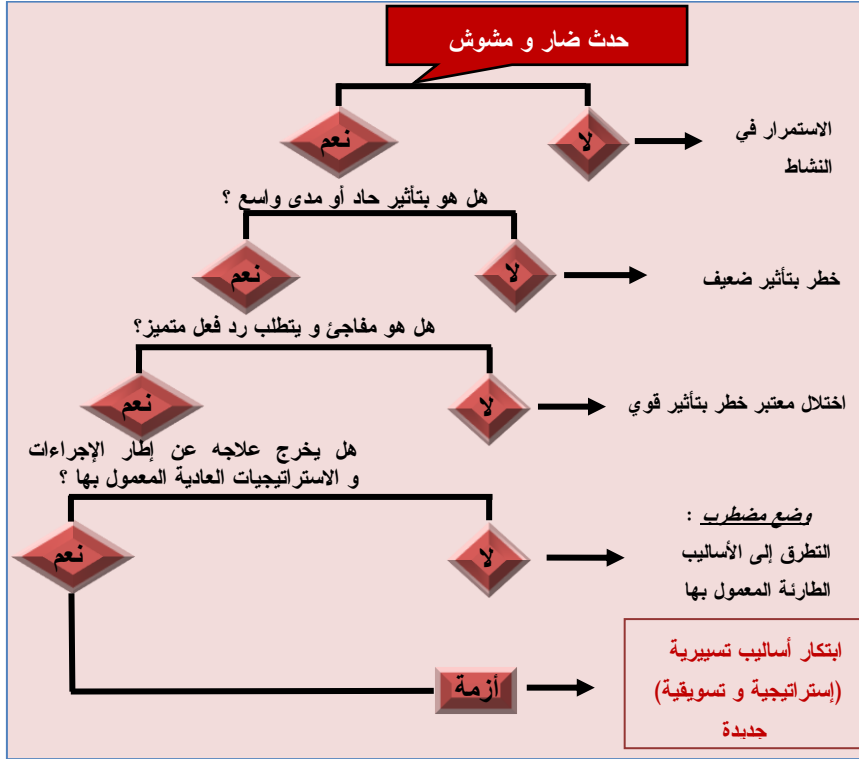 حدث ضار و مشوش
نعم
لا
الاستمرار في
النشاط
هل هو بتأثير حاد أو مدى واسع ؟
نعم
لا
خطر بتأثير ضعيف
هل هو مفاجئ و يتطلب رد فعل متميز؟
نعم
لا
اختلال معتبر خطر بتأثير قوي
هل يخرج علاجه عن إطار الإجراءات
و الاستراتيجيات العادية المعمول بها ؟
نعم
لا
وضع مضطرب :
التطرق إلى الأساليب
الطارئة المعمول بها
أزمة
ابتكار أساليب تسييرية
(إستراتيجية و تسويقية)
جديدة